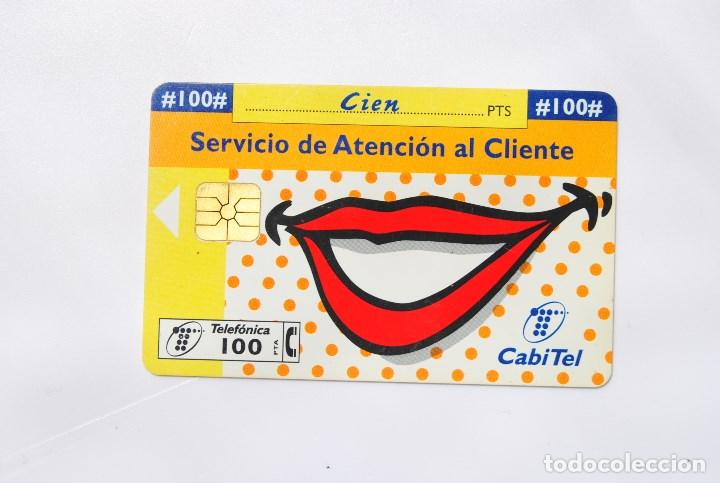 #100# Cien PTS #100#
Servicio de Atención al Cliente
Telefónica
100 PTA
CabiTel
todocoleccion